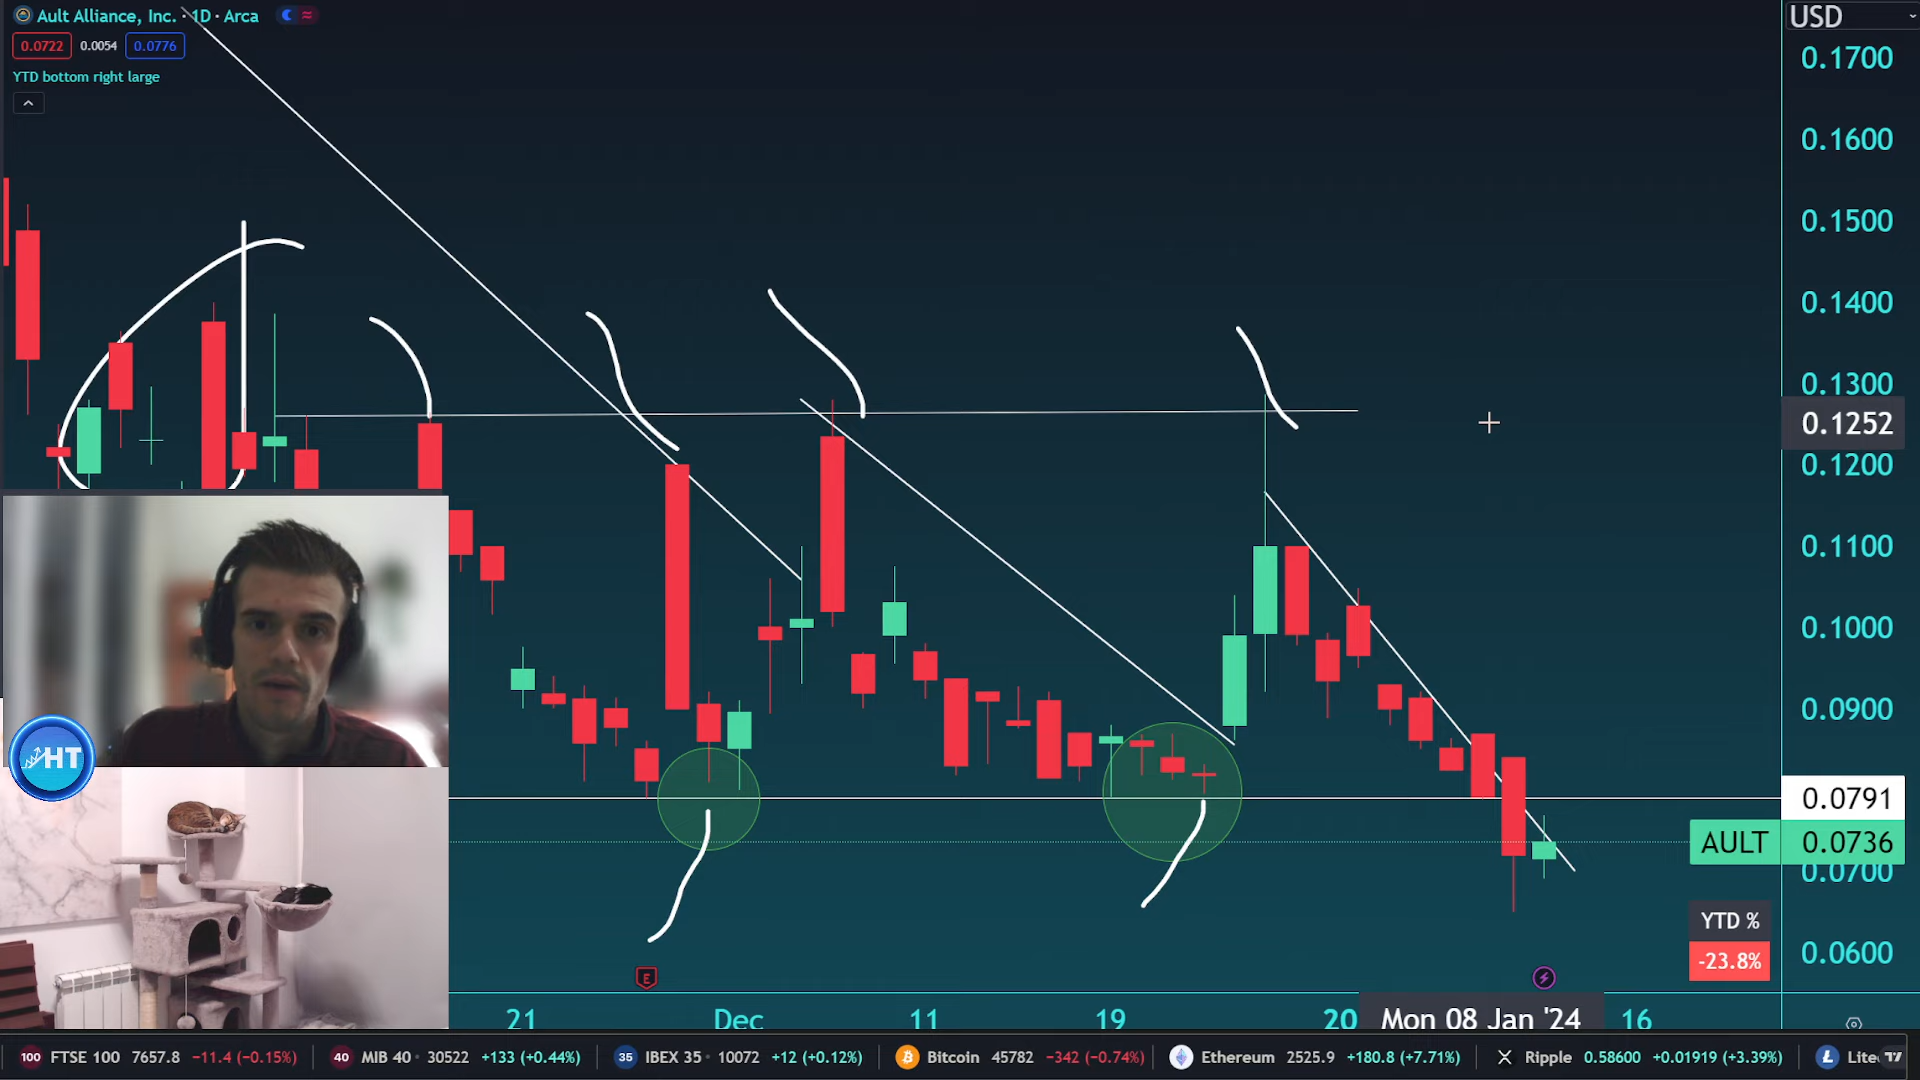 Ault Alliance, Inc. · 1D · Arca
0.0722 0.0054 0.0776
YTD bottom right large
USD
0.1700
0.1600
0.1500
0.1400
0.1300
0.1252
0.1200
0.1100
0.1000
0.0900
0.0791
AULT 0.0736
0.0700
YTD %
-23.8%
0.0600
HT
E
21 Dec 11 19 20 Mon 08 Jan '24 16
100 FTSE 100 7657.8 −11.4 (−0.15%) 40 MIB 40 30522 +133 (+0.44%) 35 IBEX 35 10072 +12 (+0.12%) Bitcoin 45782 −342 (−0.74%) Ethereum 2525.9 +180.8 (+7.71%) Ripple 0.58600 +0.01919 (+3.39%) Lite